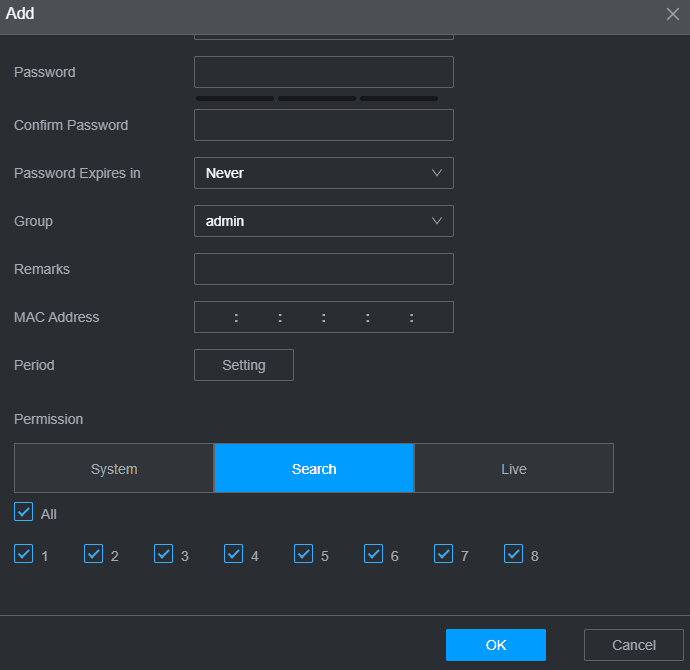 Add
Password
Confirm Password
Password Expires in Never
Group admin
Remarks
MAC Address : : : : :
Period Setting
Permission
System Search Live
All
1 2 3 4 5 6 7 8
OK Cancel